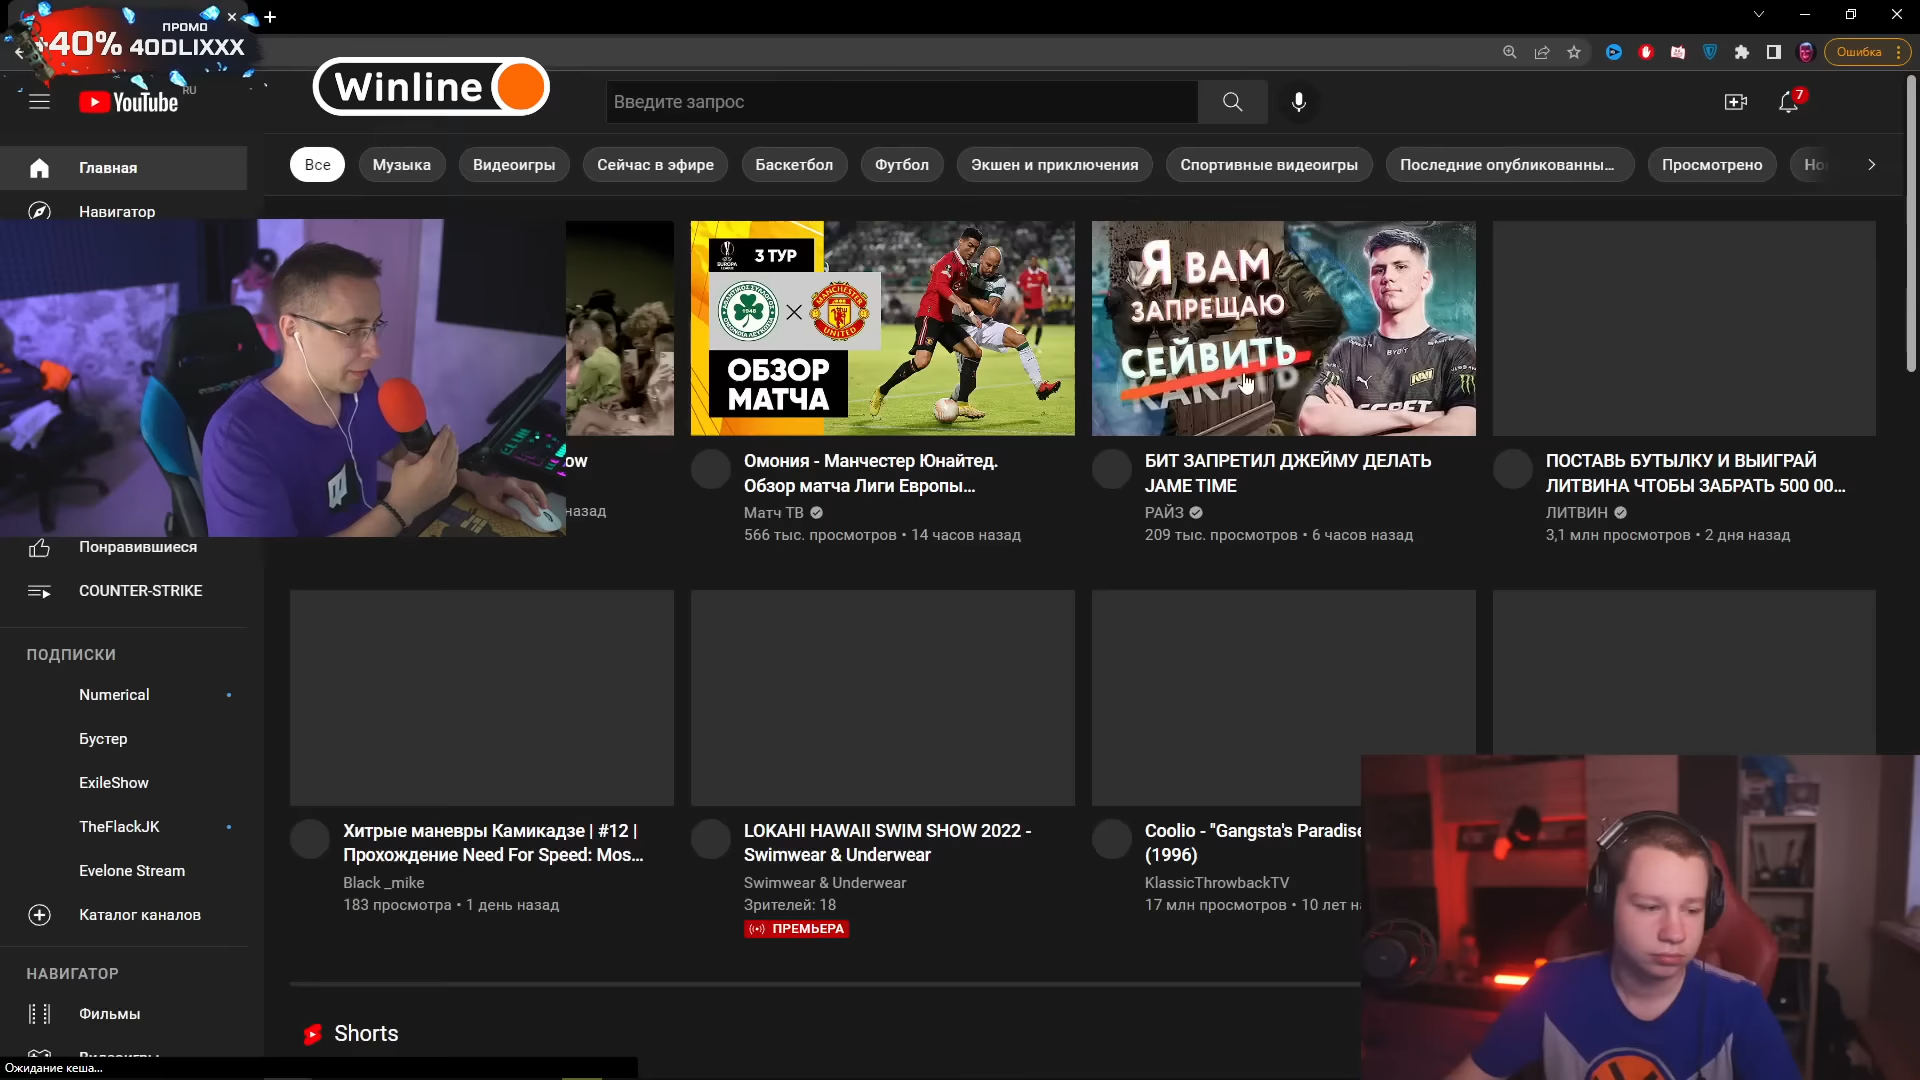 ПРОМО
+40% 40DLIXXX
Winline
YouTube RU
Введите запрос
Ошибка
7
Все
Музыка
Видеоигры
Сейчас в эфире
Баскетбол
Футбол
Экшен и приключения
Спортивные видеоигры
Последние опубликованны...
Просмотрено
Главная
Навигатор
3 ТУР
ОБЗОР
МАТЧА
MANCHESTER
UNITED
Я ВАМ
ЗАПРЕЩАЮ
СЕЙВИТЬ
КАКАТЬ
BYBIT
NAVI
назад
Омония - Манчестер Юнайтед.
Обзор матча Лиги Европы...
Матч ТВ
566 тыс. просмотров • 14 часов назад
БИТ ЗАПРЕТИЛ ДЖЕЙМУ ДЕЛАТЬ
JAME TIME
РАЙЗ
209 тыс. просмотров • 6 часов назад
ПОСТАВЬ БУТЫЛКУ И ВЫИГРАЙ
ЛИТВИНА ЧТОБЫ ЗАБРАТЬ 500 00...
ЛИТВИН
3,1 млн просмотров • 2 дня назад
Понравившиеся
COUNTER-STRIKE
ПОДПИСКИ
Numerical
Бустер
ExileShow
TheFlackJK
Evelone Stream
Каталог каналов
Хитрые маневры Камикадзе | #12 |
Прохождение Need For Speed: Mos...
Black _mike
183 просмотра • 1 день назад
LOKAHI HAWAII SWIM SHOW 2022 -
Swimwear & Underwear
Swimwear & Underwear
Зрителей: 18
ПРЕМЬЕРА
Coolio - "Gangsta's Paradise
(1996)
KlassicThrowbackTV
17 млн просмотров • 10 лет
НАВИГАТОР
Фильмы
Видеоигры
Shorts
Ожидание кеша...